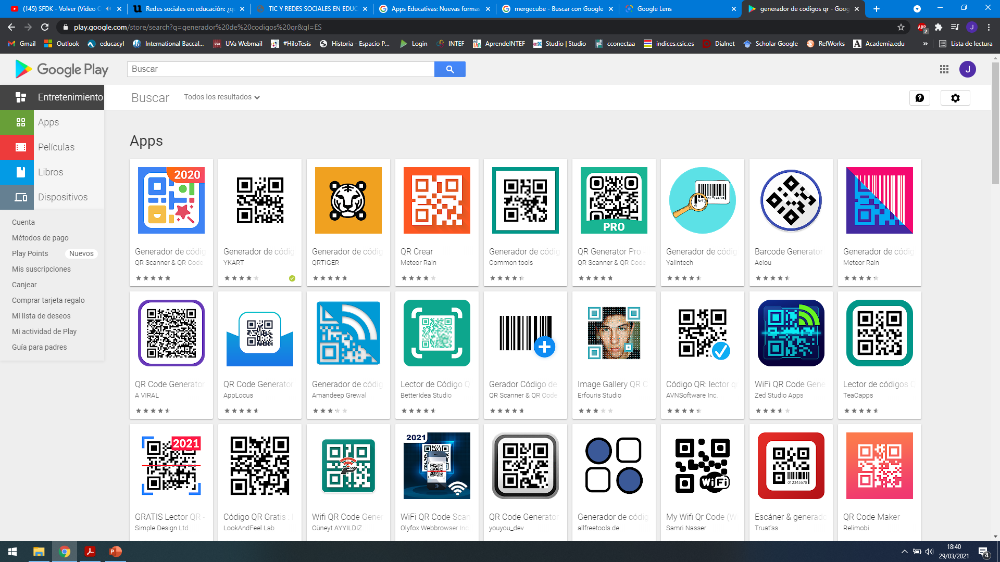 (145) SFDK - Volver (Video C
Redes sociales en educación: ¿qu
TIC Y REDES SOCIALES EN EDUC
Apps Educativas: Nuevas formas
mergecube - Buscar con Google
Google Lens
generador de codigos qr - Goog
play.google.com/store/search?q=generador%20de%20codigos%20qr&gl=ES
ABP
2
J
Gmail
Outlook
educacyl
International Baccal...
UVa Webmail
#HiloTesis
Historia - Espacio P...
Login
INTEF
AprendeINTEF
Studio | Studio
cconectaa
indices.csic.es
Dialnet
Scholar Google
RefWorks
Academia.edu
»
Lista de lectura
Google Play
Buscar
J
Entretenimiento
Buscar
Todos los resultados
Apps
Películas
Libros
Dispositivos
Cuenta
Métodos de pago
Play Points
Nuevos
Mis suscripciones
Canjear
Comprar tarjeta regalo
Mi lista de deseos
Mi actividad de Play
Guía para padres
Apps
2020
PRO
Generador de códig
QR Scanner & QR Code
Generador de códig
YKART
Generador de códig
QRTIGER
QR Crear
Meteor Rain
Generador de códig
Common tools
QR Generator Pro -
QR Scanner & QR Code
Generador de códig
Yalintech
Barcode Generator
Aeiou
Generador de códig
Meteor Rain
QR Code Generator
A VIRAL
QR Code Generator
AppLocus
Generador de códig
Amandeep Grewal
Lector de Código Q
BetterIdea Studio
Gerador Código de
QR Scanner & QR Code
Image Gallery QR C
Erfouris Studio
Código QR: lector q
AVNSoftware Inc.
WiFi QR Code Gene
Zed Studio Apps
Lector de códigos Q
TeaCapps
2021
2021
WiFi
012345678
GRATIS Lector QR -
Simple Design Ltd.
Código QR Gratis :
LookAndFeel Lab
Wifi QR Code Gener
Cüneyt AYYILDIZ
WiFi QR Code Scan
Olyfox Webbrowser Inc.
QR Code Generator
youyou_dev
Generador de códig
allfreetools.de
My Wifi Qr Code (W
Samri Nasser
Escáner & generado
Truat'ss
QR Code Maker
Relimobi
18:40
29/03/2021
4